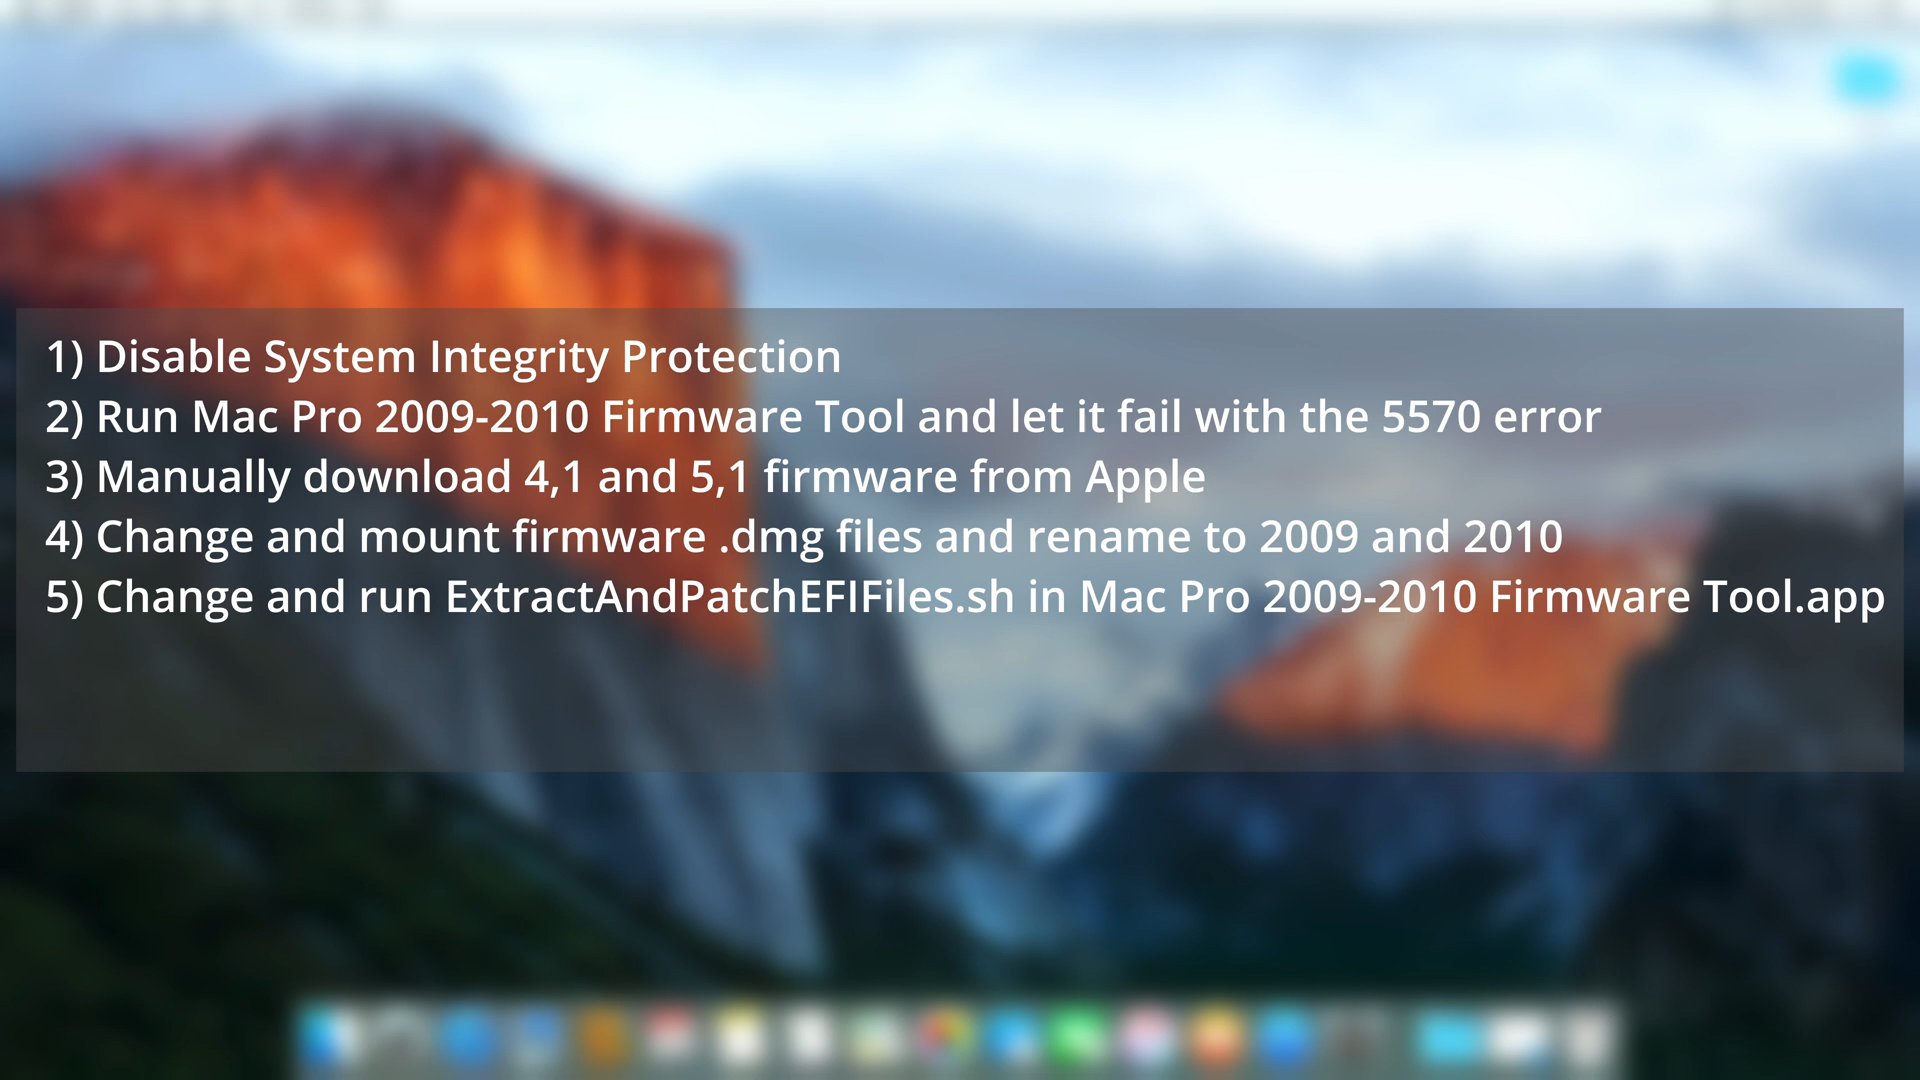 1) Disable System Integrity Protection
2) Run Mac Pro 2009-2010 Firmware Tool and let it fail with the 5570 error
3) Manually download 4,1 and 5,1 firmware from Apple
4) Change and mount firmware .dmg files and rename to 2009 and 2010
5) Change and run ExtractAndPatchEFIFiles.sh in Mac Pro 2009-2010 Firmware Tool.app